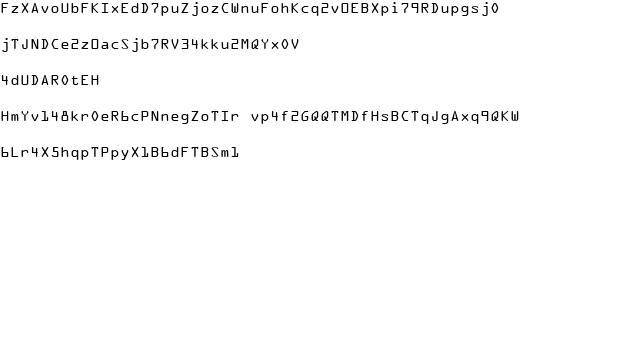 FzXAvoUbFKIxEdD7puZjozCWnuFohKcq2vOEBXpi79RDupgsj0
jTJNDCe2zOacSjb7RV34kku2MQYx0V
4dUDAR0tEH
HmYv148kr0eR6cPNnegZoTIr vp4f2GQQTMDfHsBCTqJgAxq9QKW
6Lr4X5hqpTPpyX1B6dFTBSm1